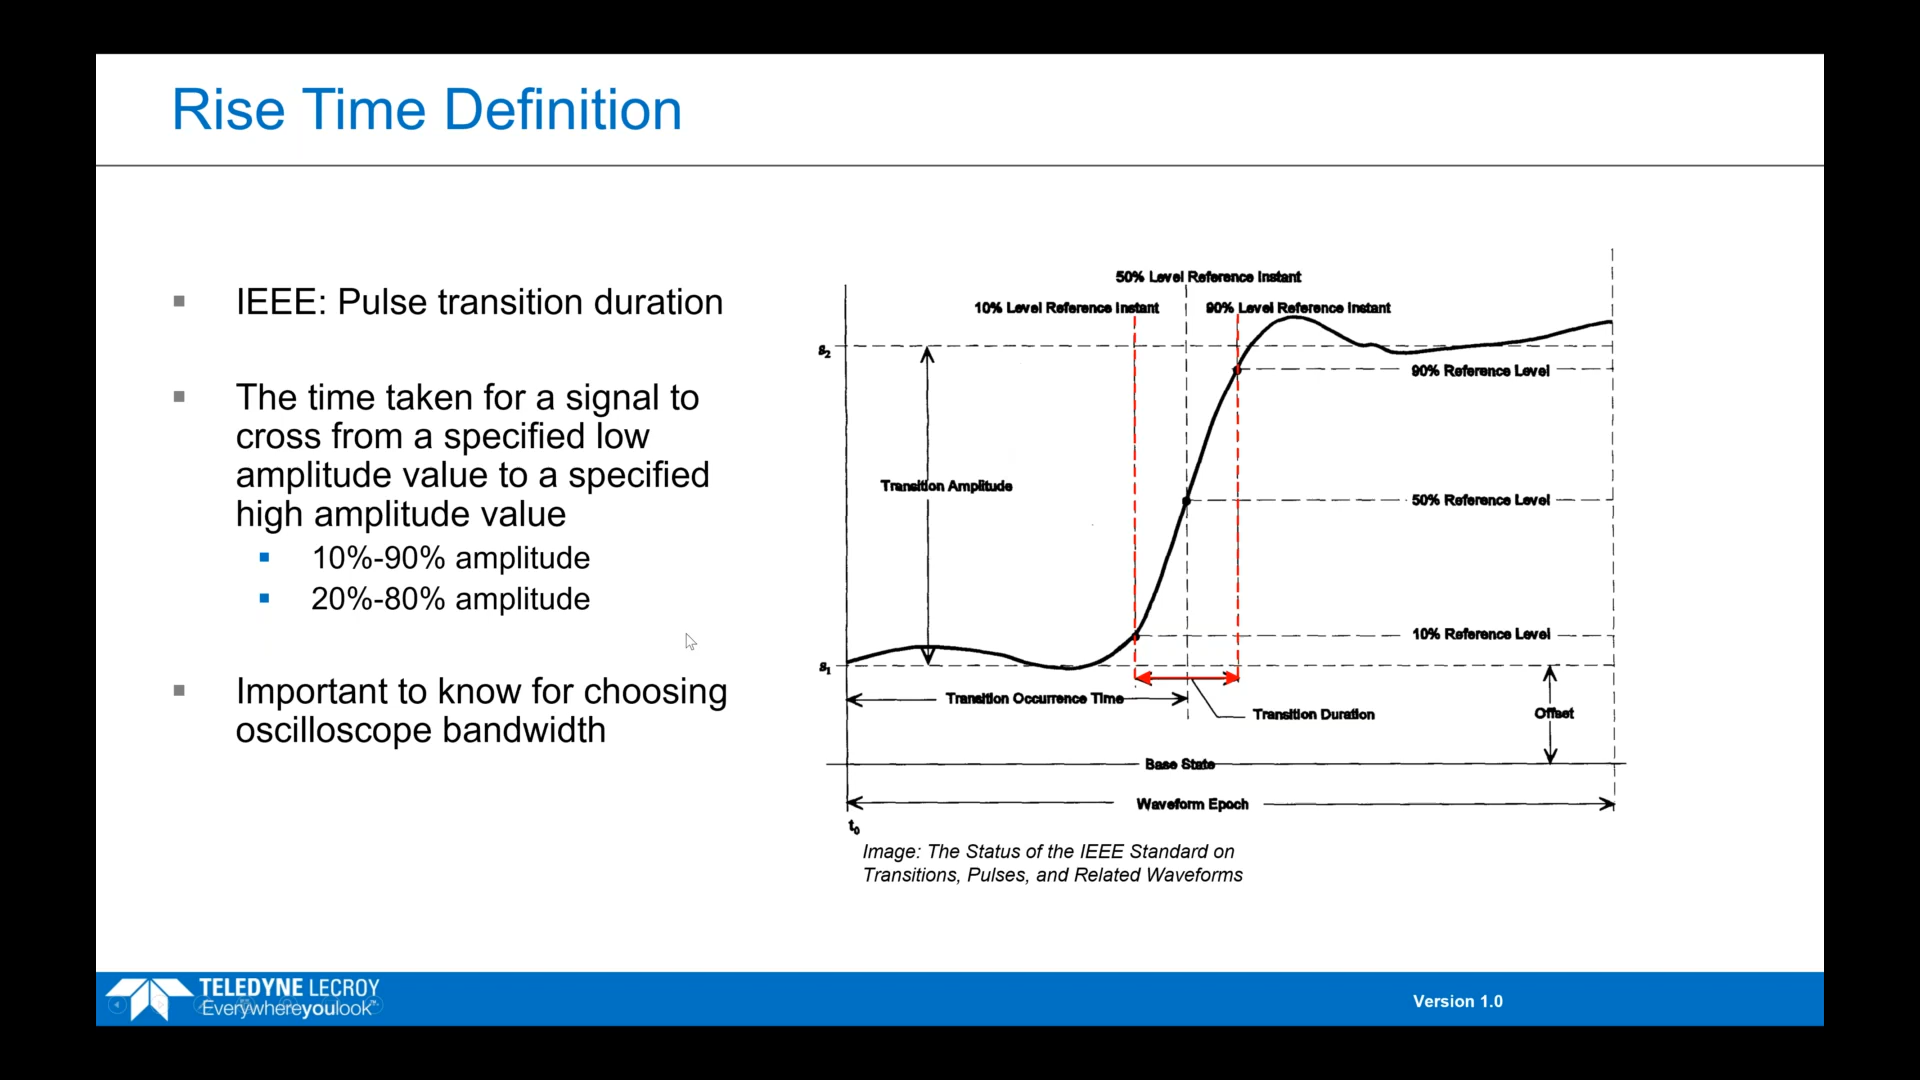 Rise Time Definition
IEEE: Pulse transition duration
The time taken for a signal to
cross from a specified low
amplitude value to a specified
high amplitude value
10%-90% amplitude
20%-80% amplitude
Important to know for choosing
oscilloscope bandwidth
50% Level Reference Instant
10% Level Reference Instant
90% Level Reference Instant
s2
90% Reference Level
Transition Amplitude
50% Reference Level
10% Reference Level
s1
Transition Occurrence Time
Transition Duration
Offset
Base State
Waveform Epoch
t0
Image: The Status of the IEEE Standard on
Transitions, Pulses, and Related Waveforms
TELEDYNE LECROY
Everywhereyoulook™
Version 1.0